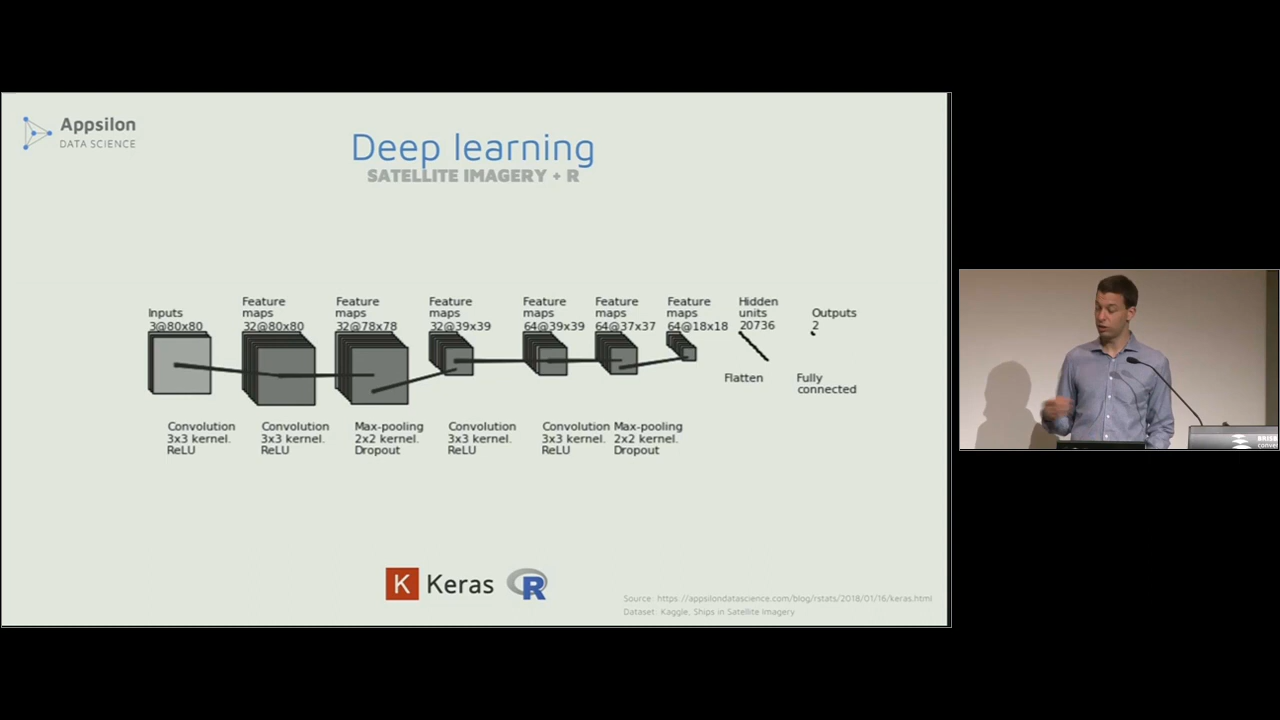 Appsilon
DATA SCIENCE
Deep learning
SATELLITE IMAGERY + R
Inputs
3@80x80
Feature
maps
32@80x80
Feature
maps
32@78x78
Feature
maps
32@39x39
Feature
maps
64@39x39
Feature
maps
64@37x37
Feature
maps
64@18x18
Hidden
units
20736
Outputs
2
Flatten
Fully
connected
Convolution
3x3 kernel.
ReLU
Convolution
3x3 kernel.
ReLU
Max-pooling
2x2 kernel.
Dropout
Convolution
3x3 kernel.
ReLU
Convolution
3x3 kernel.
ReLU
Max-pooling
2x2 kernel.
Dropout
K Keras R
Source: https://appsilondatascience.com/blog/rstats/2018/01/16/keras.html
Dataset: Kaggle, Ships in Satellite Imagery